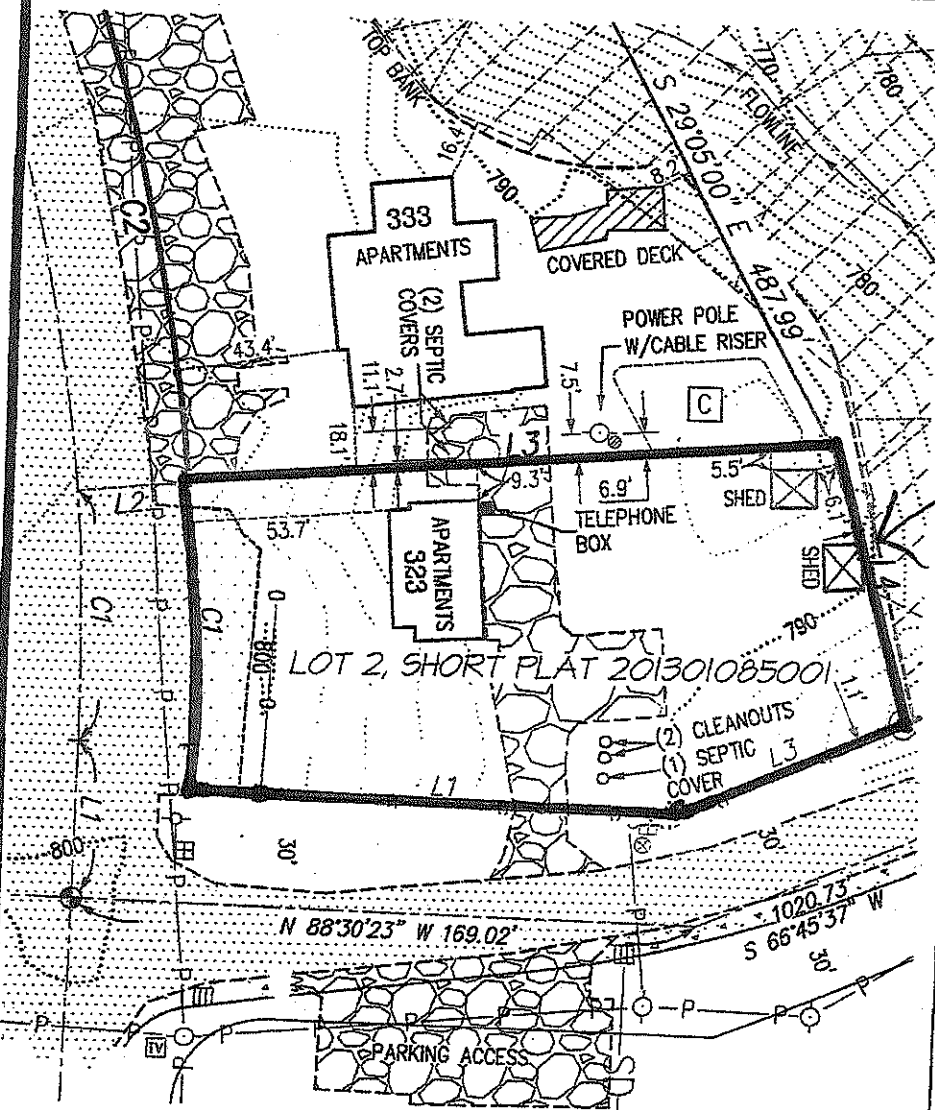 TOP BANK
16.4'
790
8.2'
S 29°05'00" E
487.99'
770
780
FLOWLINE
780
C2
P
333
APARTMENTS
COVERED DECK
(2) SEPTIC
COVERS
POWER POLE
W/CABLE RISER
43.4'
11.1'
2.7'
18.1'
7.5'
C
L3
9.3'
6.9'
5.5'
SHED
6.1'
TELEPHONE
BOX
L2
53.7'
APARTMENTS
323
SHED
C1
C1
800
790
LOT 2, SHORT PLAT 201301085001
11'
(2) CLEANOUTS
(1) SEPTIC
COVER
L3
L1
L1
800
30'
30'
N 88°30'23" W 169.02'
1020.73'
S 66°45'37" W
30'
P
P
P
P
P
P
TV
PARKING ACCESS